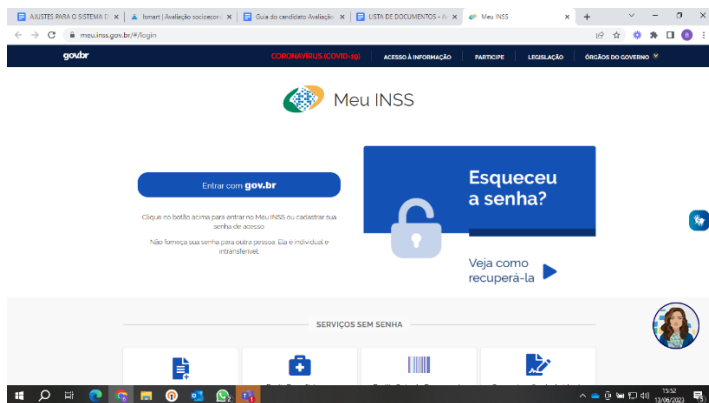 AJUSTES PARA O SISTEMA D
Ismart | Avaliação socioecon
Guia do candidato Avaliação
LISTA DE DOCUMENTOS - A
Meu INSS
meu.inss.gov.br/#/login
gov.br
CORONAVÍRUS (COVID-19)
ACESSO À INFORMAÇÃO
PARTICIPE
LEGISLAÇÃO
ÓRGÃOS DO GOVERNO
Meu INSS
Entrar com gov.br
Clique no botão acima para entrar no Meu INSS ou cadastrar sua
senha de acesso.
Não forneça sua senha para outra pessoa. Ela é individual e
intransferível.
Esqueceu
a senha?
Veja como
recuperá-la
SERVIÇOS SEM SENHA
15:52
13/06/2023